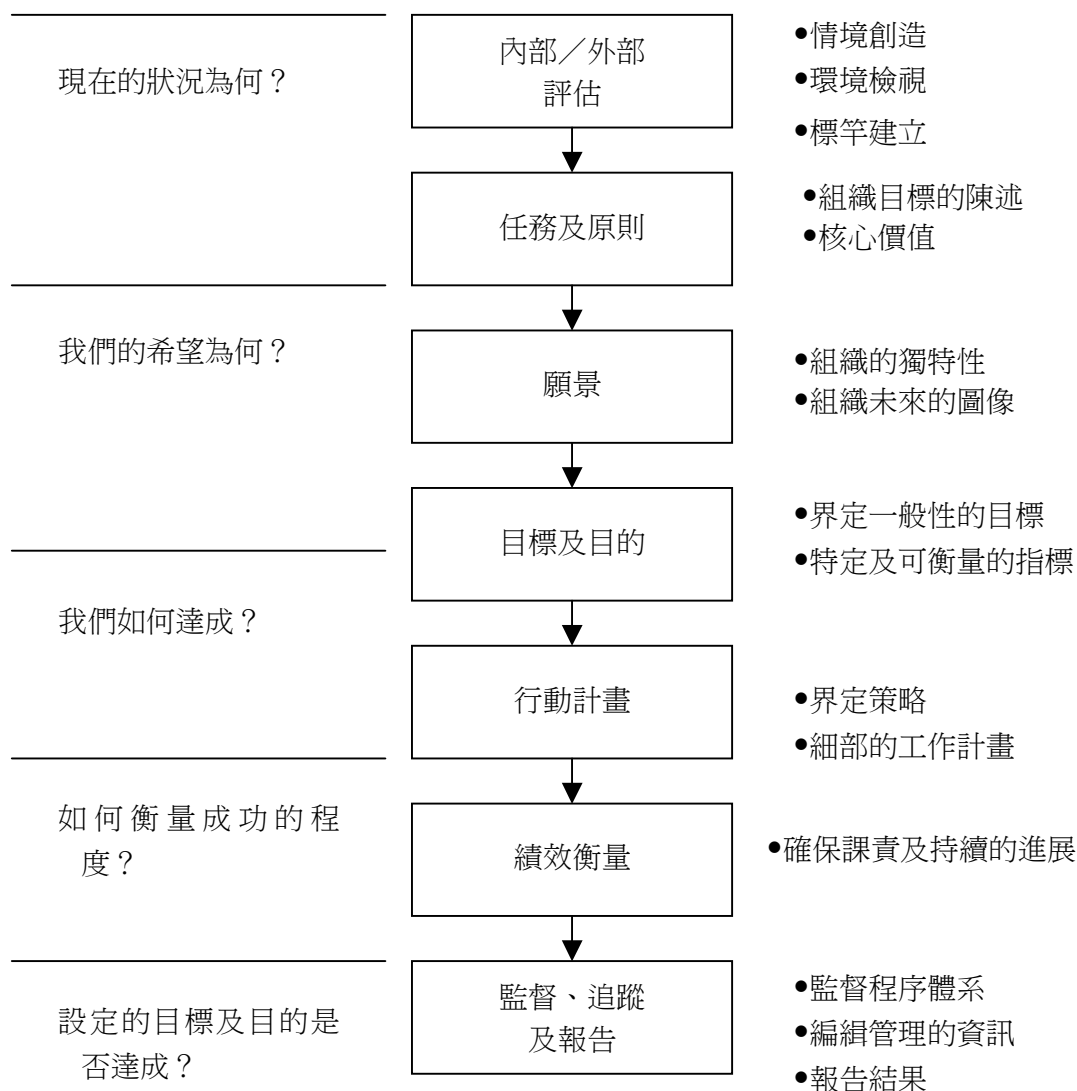 現在的狀況為何？
內部／外部
評估
●情境創造
●環境檢視
●標竿建立
任務及原則
●組織目標的陳述
●核心價值
我們的希望為何？
願景
●組織的獨特性
●組織未來的圖像
目標及目的
●界定一般性的目標
●特定及可衡量的指標
我們如何達成？
行動計畫
●界定策略
●細部的工作計畫
如何衡量成功的程
度？
績效衡量
●確保課責及持續的進展
設定的目標及目的是
否達成？
監督、追蹤
及報告
●監督程序體系
●編緝管理的資訊
●報告結果